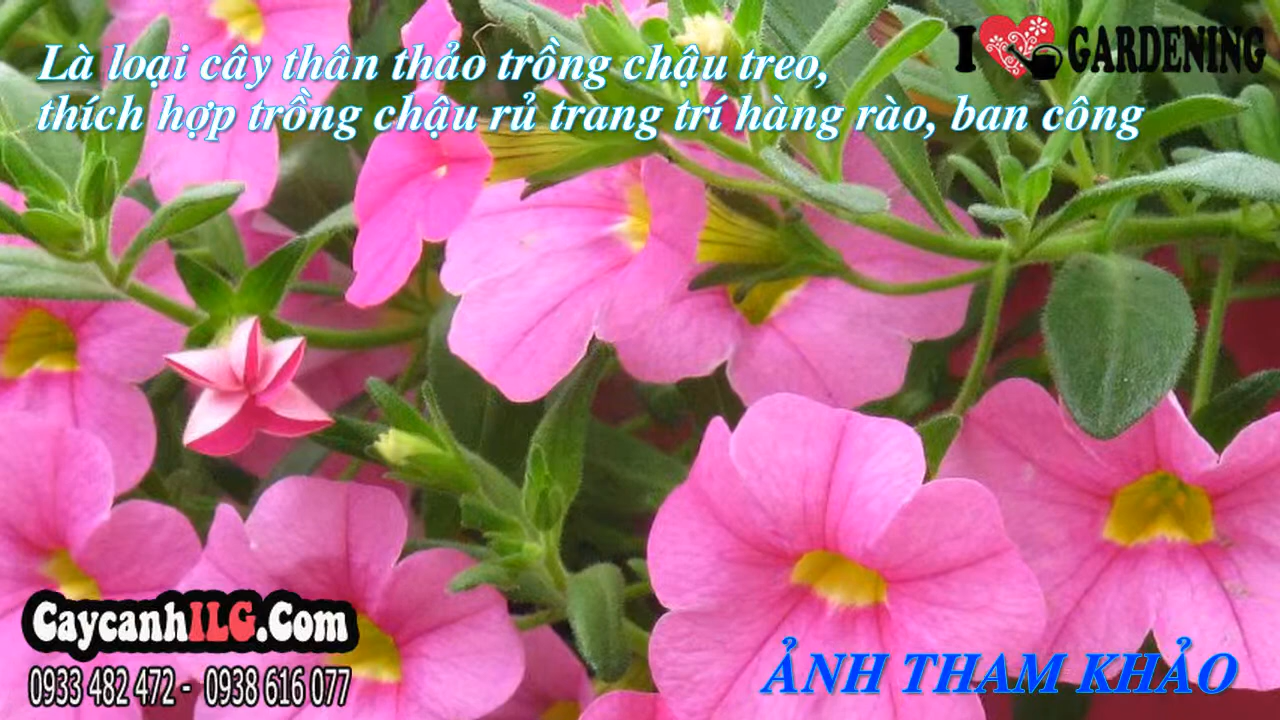 I GARDENING
Là loại cây thân thảo trồng chậu treo,
thích hợp trồng chậu rủ trang trí hàng rào, ban công
CaycanhILG.Com
0933 482 472 - 0938 616 077
ẢNH THAM KHẢO